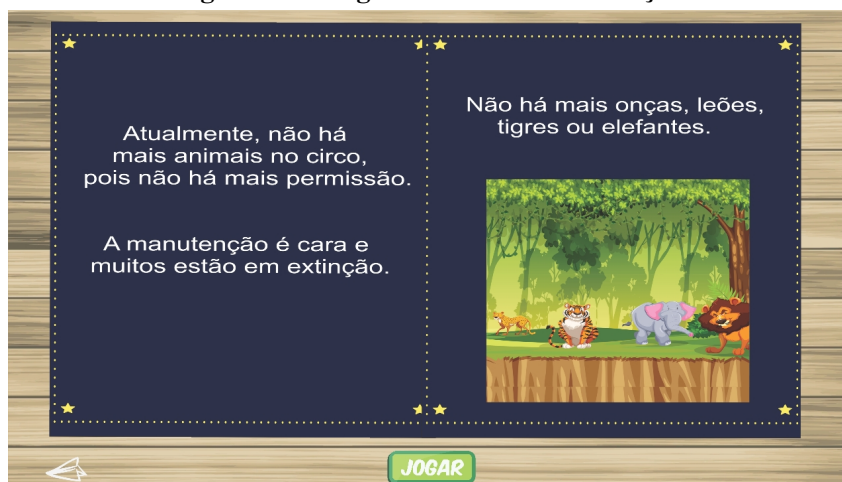 Atualmente, não há
mais animais no circo,
pois não há mais permissão.
A manutenção é cara e
muitos estão em extinção.
Não há mais onças, leões,
tigres ou elefantes.
JOGAR